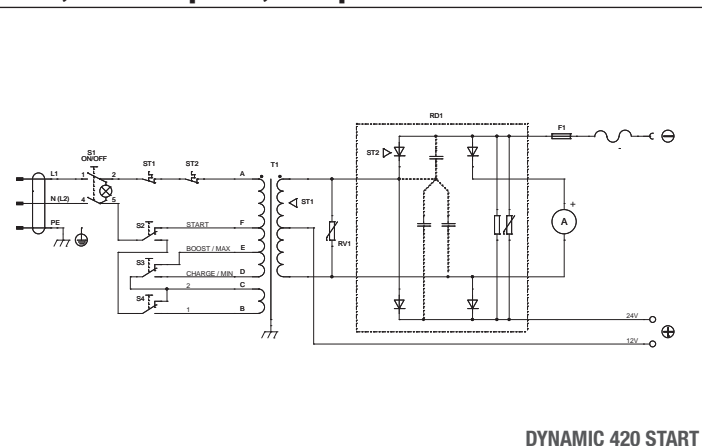 RD1
F1
S1
ON/OFF
ST1
ST2
A
T1
ST2
L1
1
2
N (L2)
4
5
ST1
A
+
PE
S2
START
F
RV1
BOOST / MAX
E
S3
CHARGE / MIN
D
2
C
S4
1
B
24V
12V
DYNAMIC 420 START